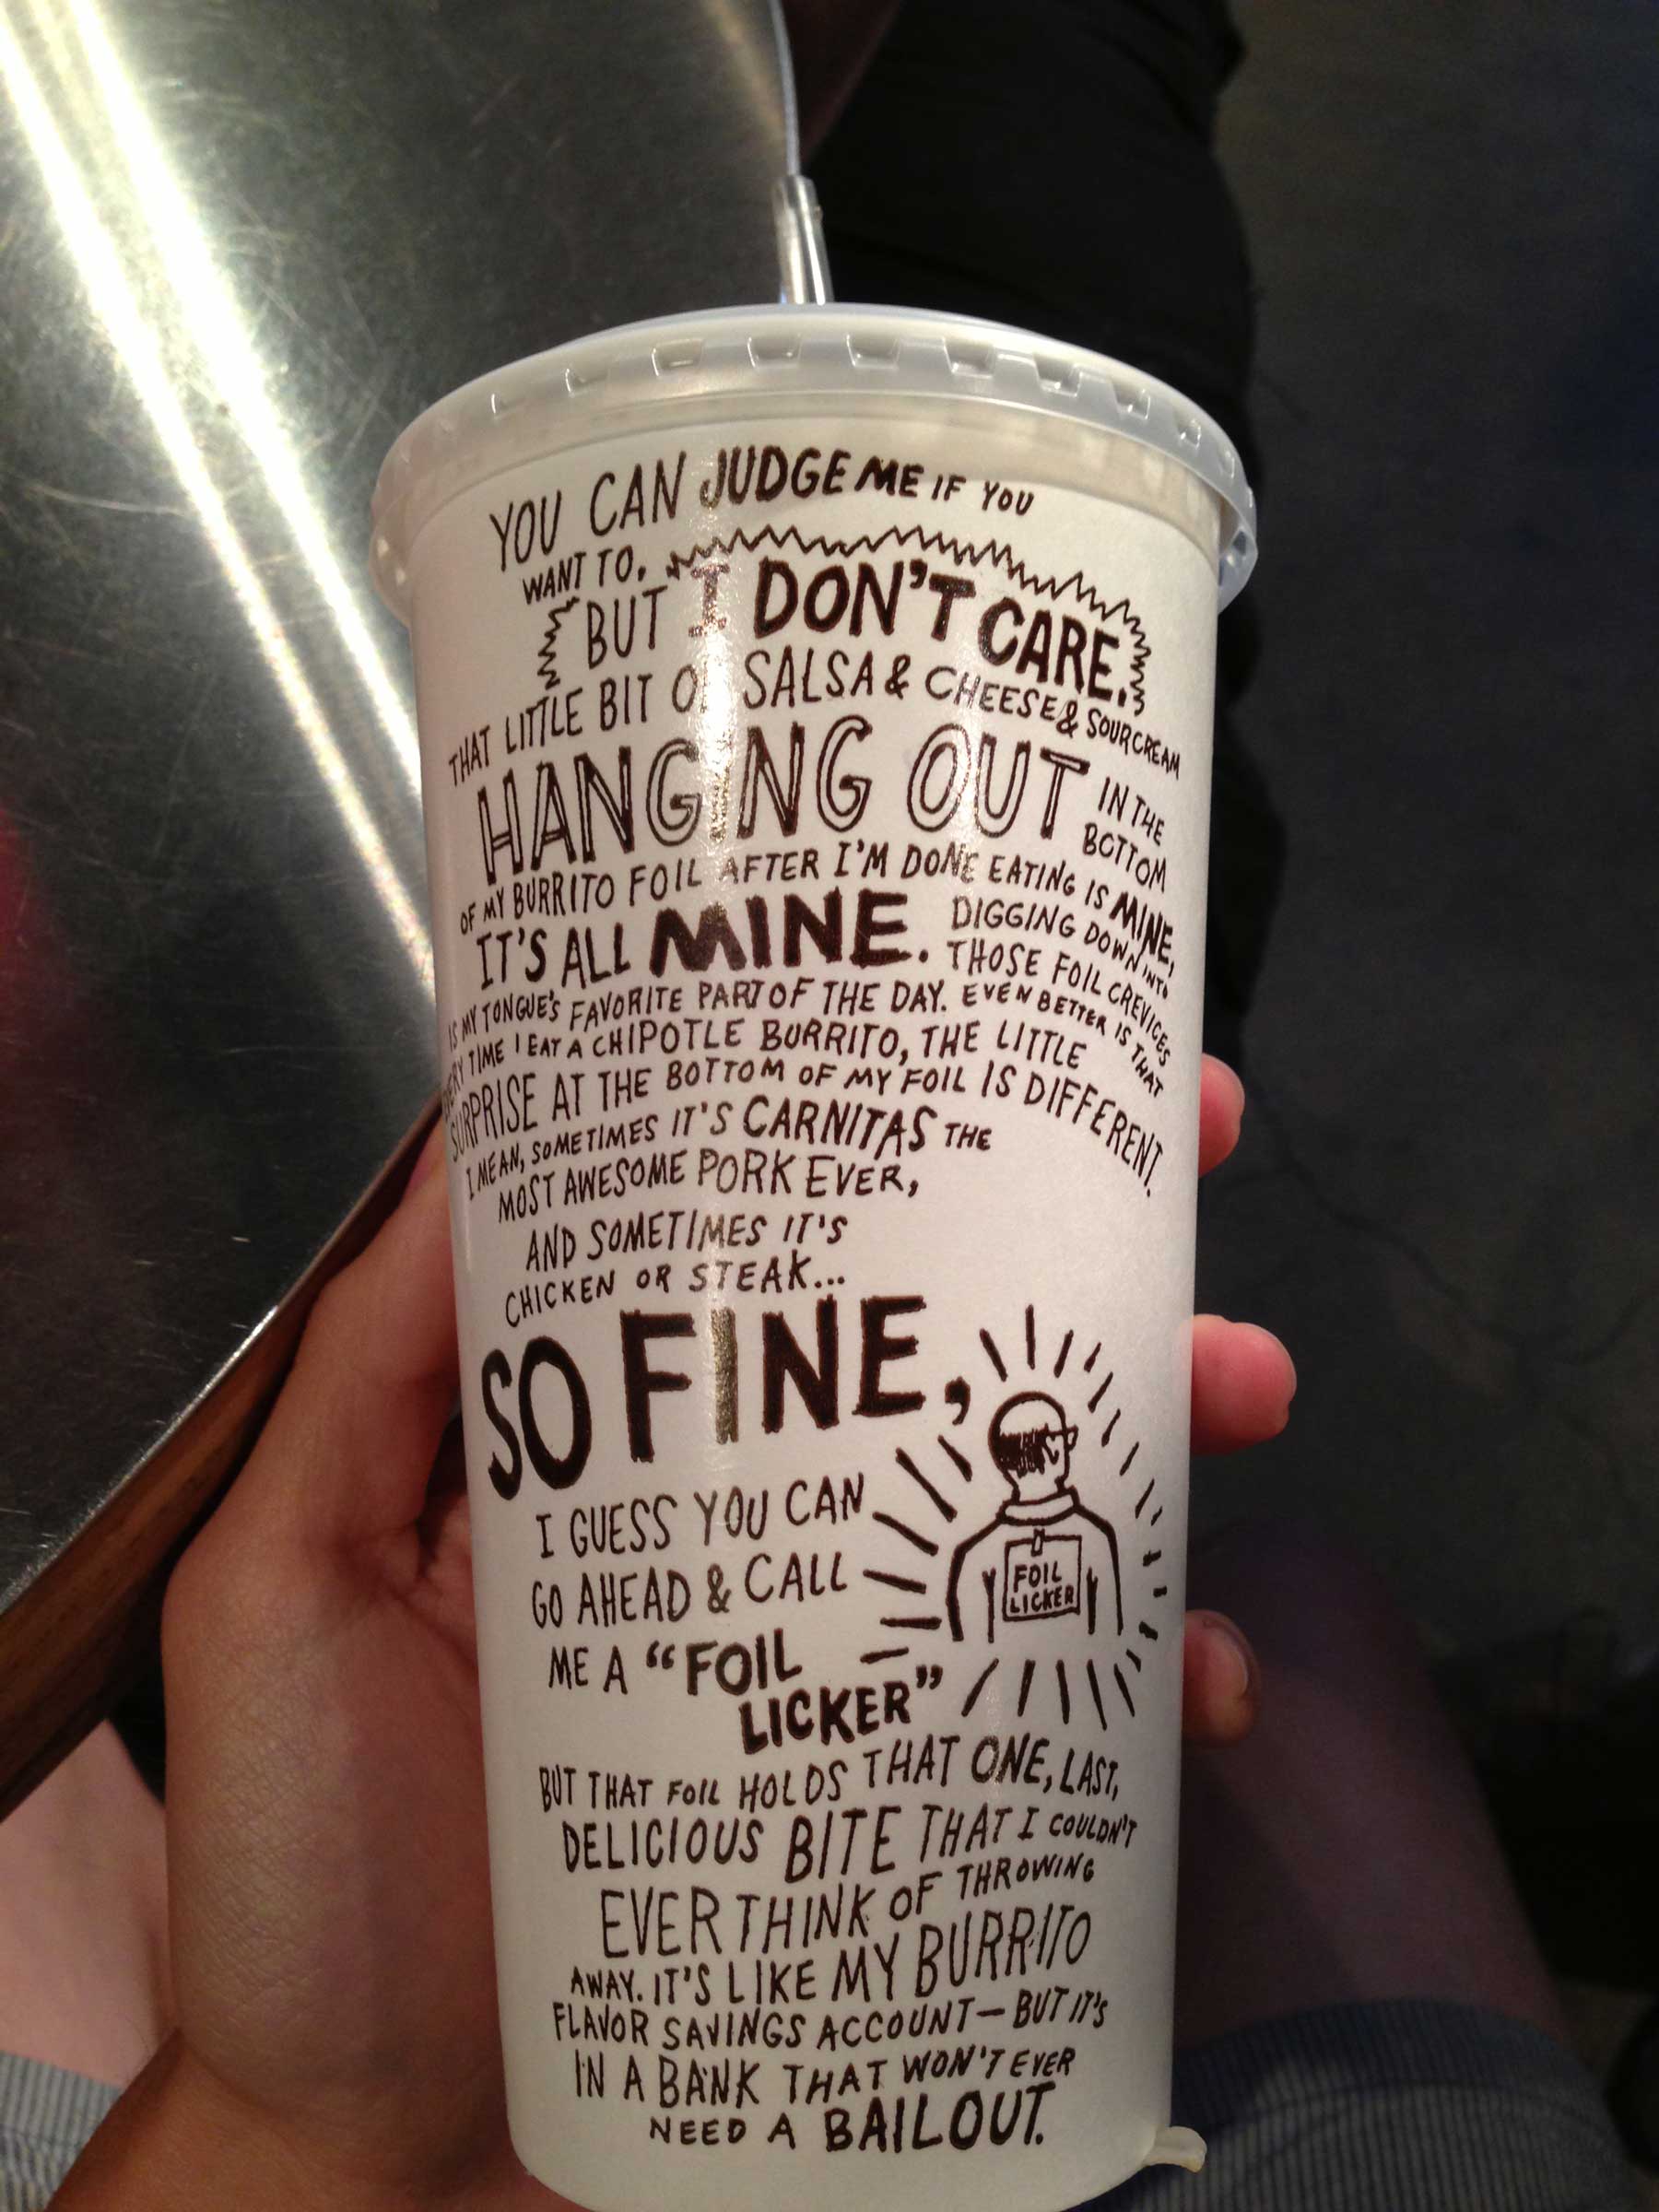 YOU CAN JUDGE ME IF YOU
WANT TO.
BUT I DON'T CARE.
THAT LITTLE BIT OF SALSA & CHEESE & SOUR CREAM
HANGING OUT IN THE
BOTTOM
OF MY BURRITO FOIL AFTER I'M DONE EATING IS MINE,
IT'S ALL MINE. DIGGING DOWN INTO
THOSE FOIL CREVICES
IS MY TONGUE'S FAVORITE PART OF THE DAY. EVEN BETTER IS THAT
EVERY TIME I EAT A CHIPOTLE BURRITO, THE LITTLE
SURPRISE AT THE BOTTOM OF MY FOIL IS DIFFERENT.
I MEAN, SOMETIMES IT'S CARNITAS THE
MOST AWESOME PORK EVER,
AND SOMETIMES IT'S
CHICKEN OR STEAK...
SO FINE,
I GUESS YOU CAN
GO AHEAD & CALL
ME A "FOIL
LICKER"
FOIL
LICKER
BUT THAT FOIL HOLDS THAT ONE, LAST,
DELICIOUS BITE THAT I COULDN'T
EVER THINK OF THROWING
AWAY. IT'S LIKE MY BURRITO
FLAVOR SAVINGS ACCOUNT — BUT IT'S
IN A BANK THAT WON'T EVER
NEED A BAILOUT.